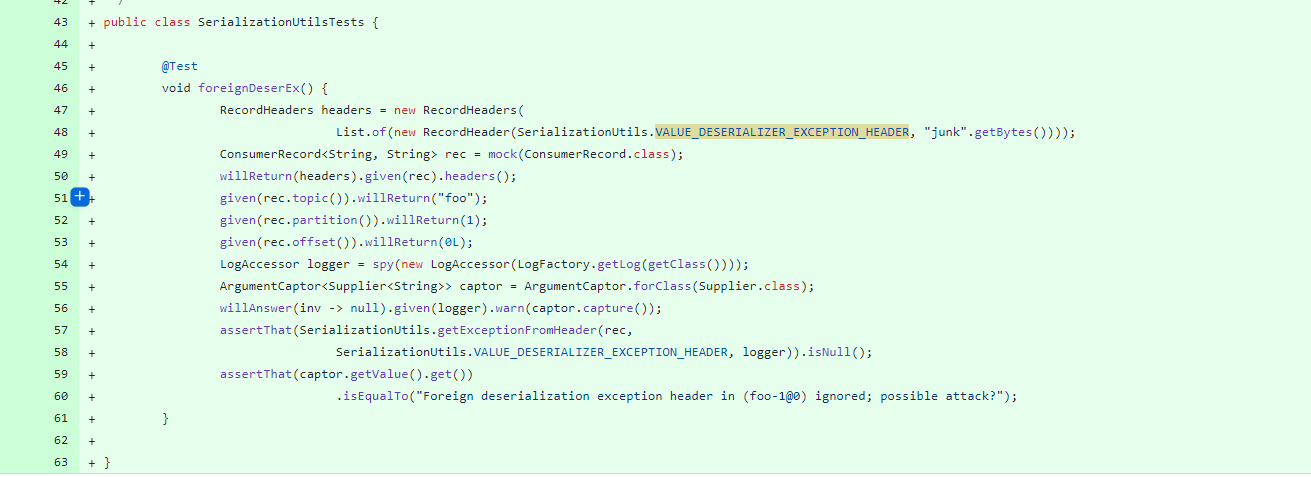 42 + */
43 + public class SerializationUtilsTests {
44 +
45 + @Test
46 + void foreignDeserEx() {
47 + RecordHeaders headers = new RecordHeaders(
48 + List.of(new RecordHeader(SerializationUtils.VALUE_DESERIALIZER_EXCEPTION_HEADER, "junk".getBytes())));
49 + ConsumerRecord<String, String> rec = mock(ConsumerRecord.class);
50 + willReturn(headers).given(rec).headers();
51 + given(rec.topic()).willReturn("foo");
52 + given(rec.partition()).willReturn(1);
53 + given(rec.offset()).willReturn(0L);
54 + LogAccessor logger = spy(new LogAccessor(LogFactory.getLog(getClass())));
55 + ArgumentCaptor<Supplier<String>> captor = ArgumentCaptor.forClass(Supplier.class);
56 + willAnswer(inv -> null).given(logger).warn(captor.capture());
57 + assertThat(SerializationUtils.getExceptionFromHeader(rec,
58 + SerializationUtils.VALUE_DESERIALIZER_EXCEPTION_HEADER, logger)).isNull();
59 + assertThat(captor.getValue().get())
60 + .isEqualTo("Foreign deserialization exception header in (foo-1@0) ignored; possible attack?");
61 + }
62 +
63 + }